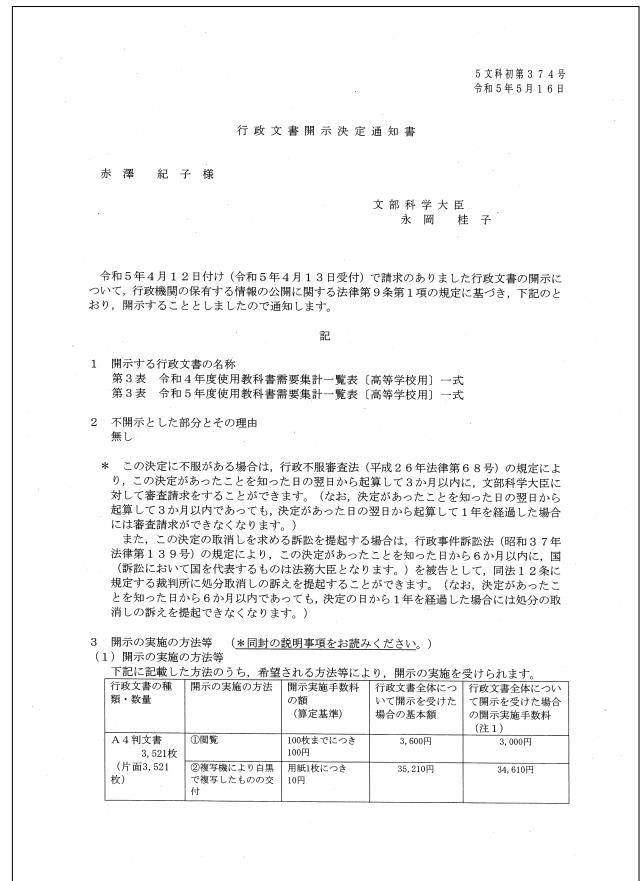 5文科初第374号
令和5年5月16日
行政文書開示決定通知書
赤澤 紀子 様
文部科学大臣
永岡 桂子
令和5年4月12日付け（令和5年4月13日受付）で請求のありました行政文書の開示に
ついて，行政機関の保有する情報の公開に関する法律第9条第1項の規定に基づき，下記のと
おり，開示することとしましたので通知します。
記
1 開示する行政文書の名称
第3表 令和4年度使用教科書需要集計一覧表〔高等学校用〕一式
第3表 令和5年度使用教科書需要集計一覧表〔高等学校用〕一式
2 不開示とした部分とその理由
無し
* この決定に不服がある場合は，行政不服審査法（平成26年法律第68号）の規定によ
り，この決定があったことを知った日の翌日から起算して3か月以内に，文部科学大臣に
対して審査請求をすることができます。（なお，決定があったことを知った日の翌日から
起算して3か月以内であっても，決定があった日の翌日から起算して1年を経過した場合
には審査請求ができなくなります。）
また，この決定の取消しを求める訴訟を提起する場合は，行政事件訴訟法（昭和37年
法律第139号）の規定により，この決定があったことを知った日から6か月以内に，国
（訴訟において国を代表するものは法務大臣となります。）を被告として，同法12条に
規定する裁判所に処分取消しの訴えを提起することができます。（なお，決定があったこ
とを知った日から6か月以内であっても，決定の日から1年を経過した場合には処分の取
消しの訴えを提起できなくなります。）
3 開示の実施の方法等 （*同封の説明事項をお読みください。）
（1）開示の実施の方法等
下記に記載した方法のうち，希望される方法等により，開示の実施を受けられます。
行政文書の種類・数量 開示の実施の方法 開示実施手数料の額（算定基準） 行政文書全体について開示を受けた場合の基本額 行政文書全体について開示を受けた場合の開示実施手数料（注1）
A4判文書 3,521枚（片面3,521枚） ①閲覧 100枚までにつき100円 3,600円 3,000円
②複写機により白黒で複写したものの交付 用紙1枚につき10円 35,210円 34,610円